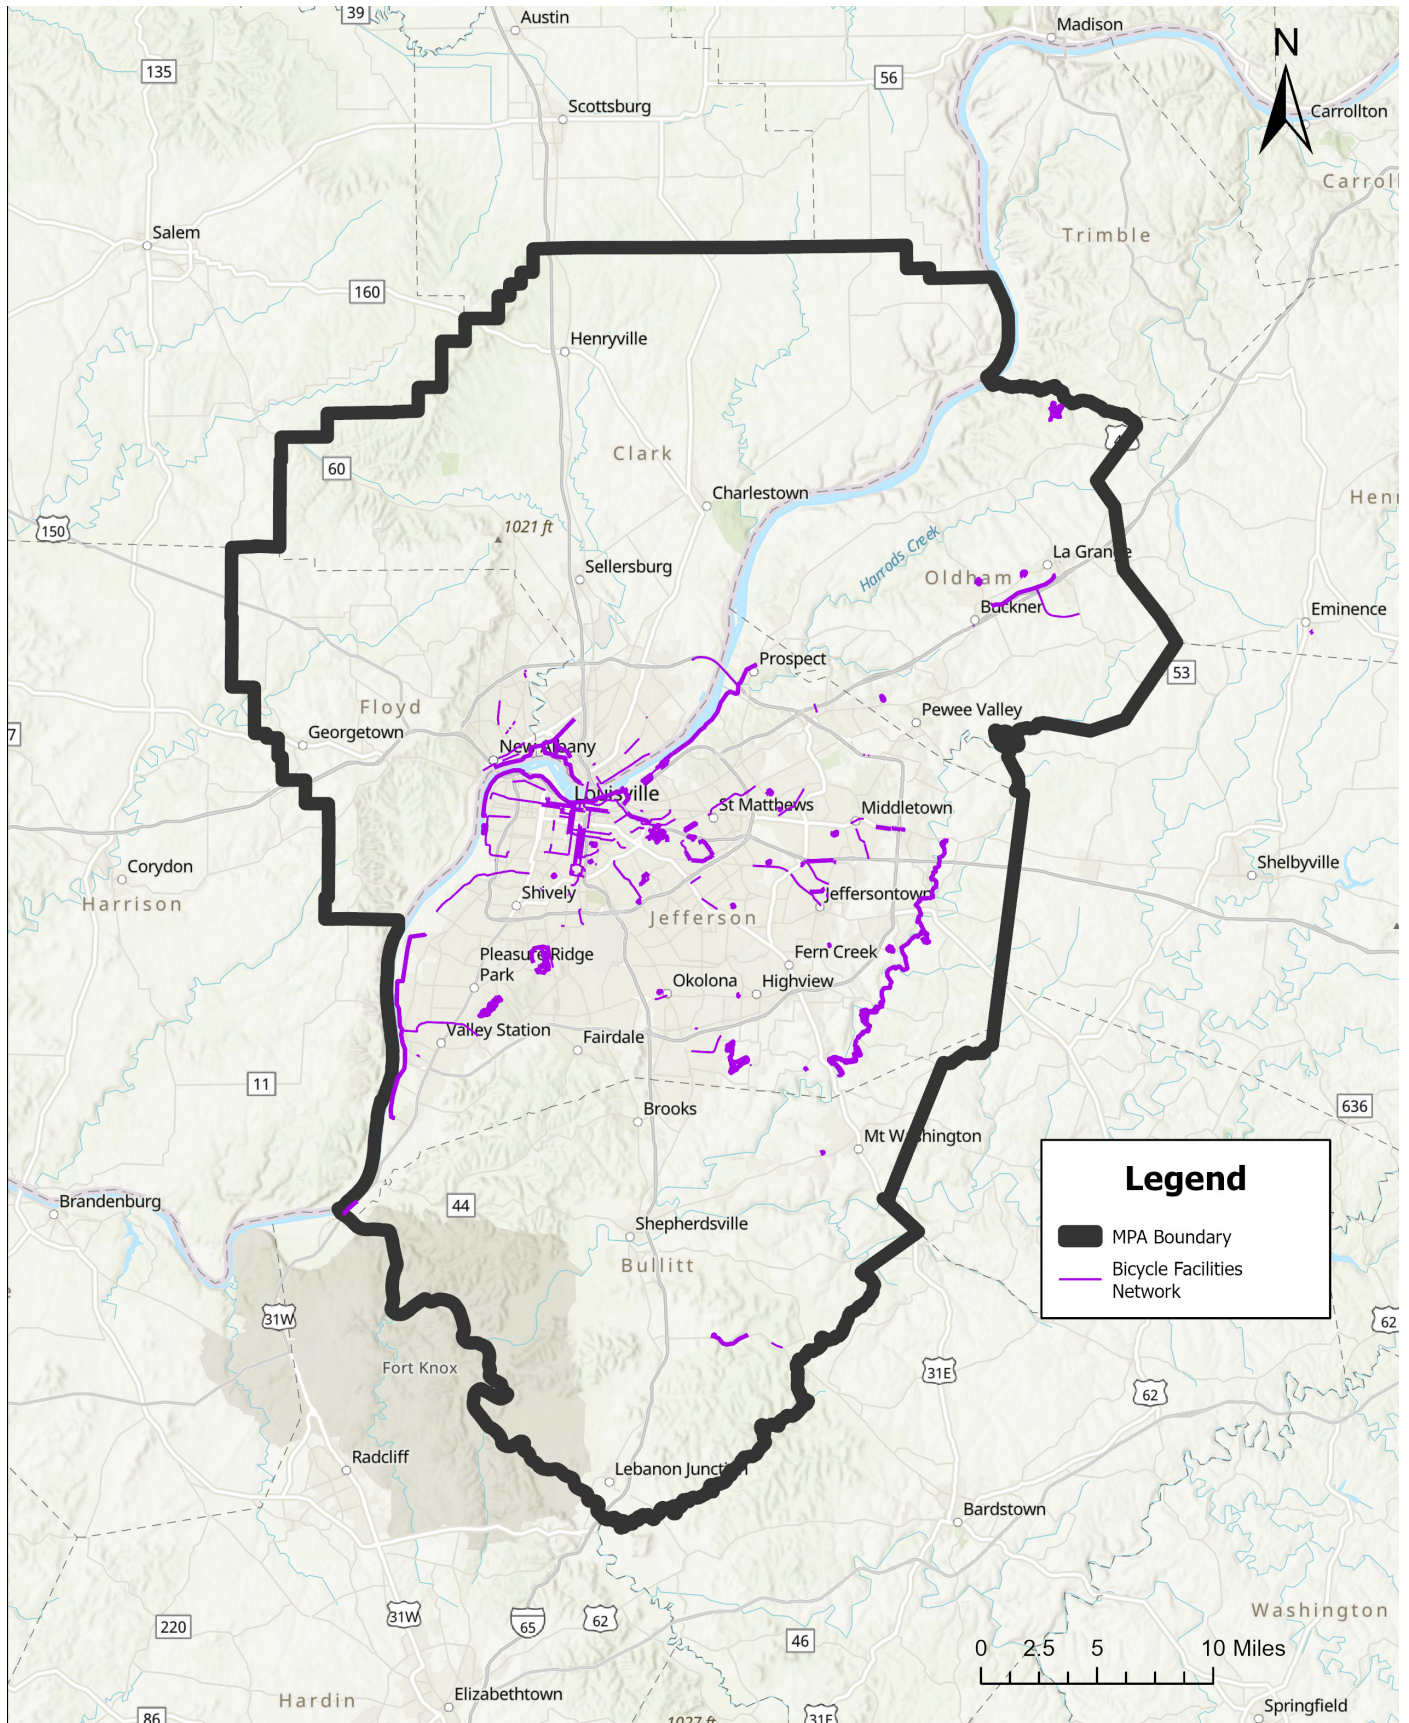 39
Austin
Madison
N
135
56
Scottsburg
Carrollton
Carrol
Trimble
Salem
160
Henryville
Clark
60
Charlestown
Henr
150
1021 ft
Harrods Creek
La Grange
Sellersburg
Oldham
Buckner
Eminence
Prospect
53
Floyd
Pewee Valley
7
Georgetown
New Albany
Louisville
St Matthews
Middletown
Corydon
Shelbyville
Harrison
Shively
Jeffersontown
Jefferson
Pleasure Ridge
Park
Fern Creek
Okolona
Highview
Valley Station
Fairdale
11
Brooks
636
Mt Washington
Legend
Brandenburg
44
Shepherdsville
MPA Boundary
Bullitt
Bicycle Facilities
Network
31W
62
Fort Knox
31E
62
Radcliff
Lebanon Junction
Bardstown
220
31W
65
62
46
Washington
0 2.5 5 10 Miles
Hardin
Elizabethtown
Springfield
86
1027 ft
31E